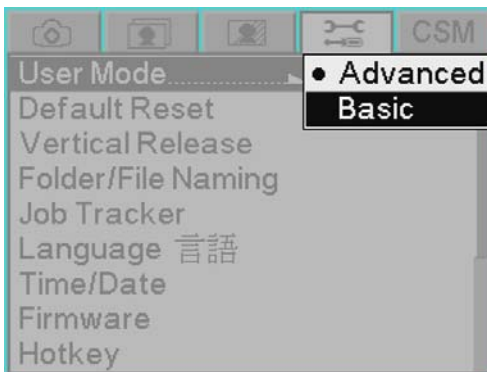 CSM
User Mode
• Advanced
Default Reset
Basic
Vertical Release
Folder/File Naming
Job Tracker
Language 言語
Time/Date
Firmware
Hotkey